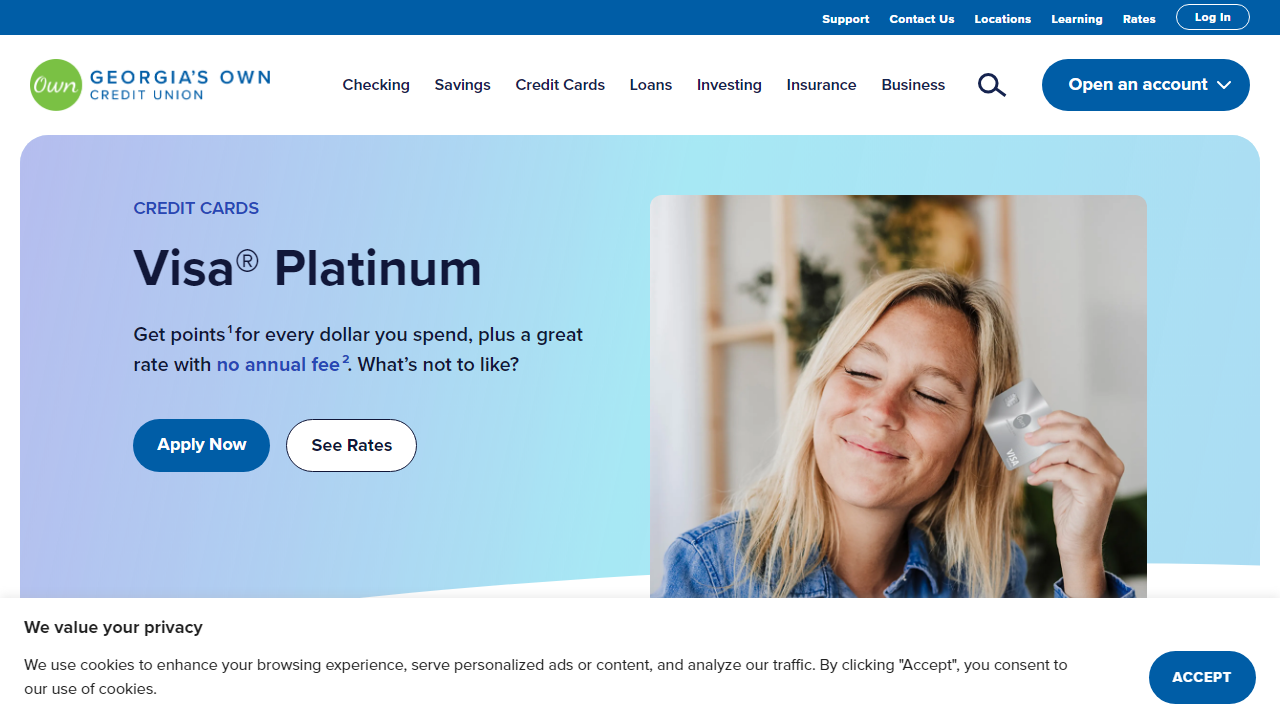 Support Contact Us Locations Learning Rates Log In
Own GEORGIA'S OWN
CREDIT UNION
Checking Savings Credit Cards Loans Investing Insurance Business Open an account
CREDIT CARDS
Visa® Platinum
Get points¹ for every dollar you spend, plus a great
rate with no annual fee². What's not to like?
Apply Now See Rates
VISA
We value your privacy
We use cookies to enhance your browsing experience, serve personalized ads or content, and analyze our traffic. By clicking "Accept", you consent to
our use of cookies.
ACCEPT